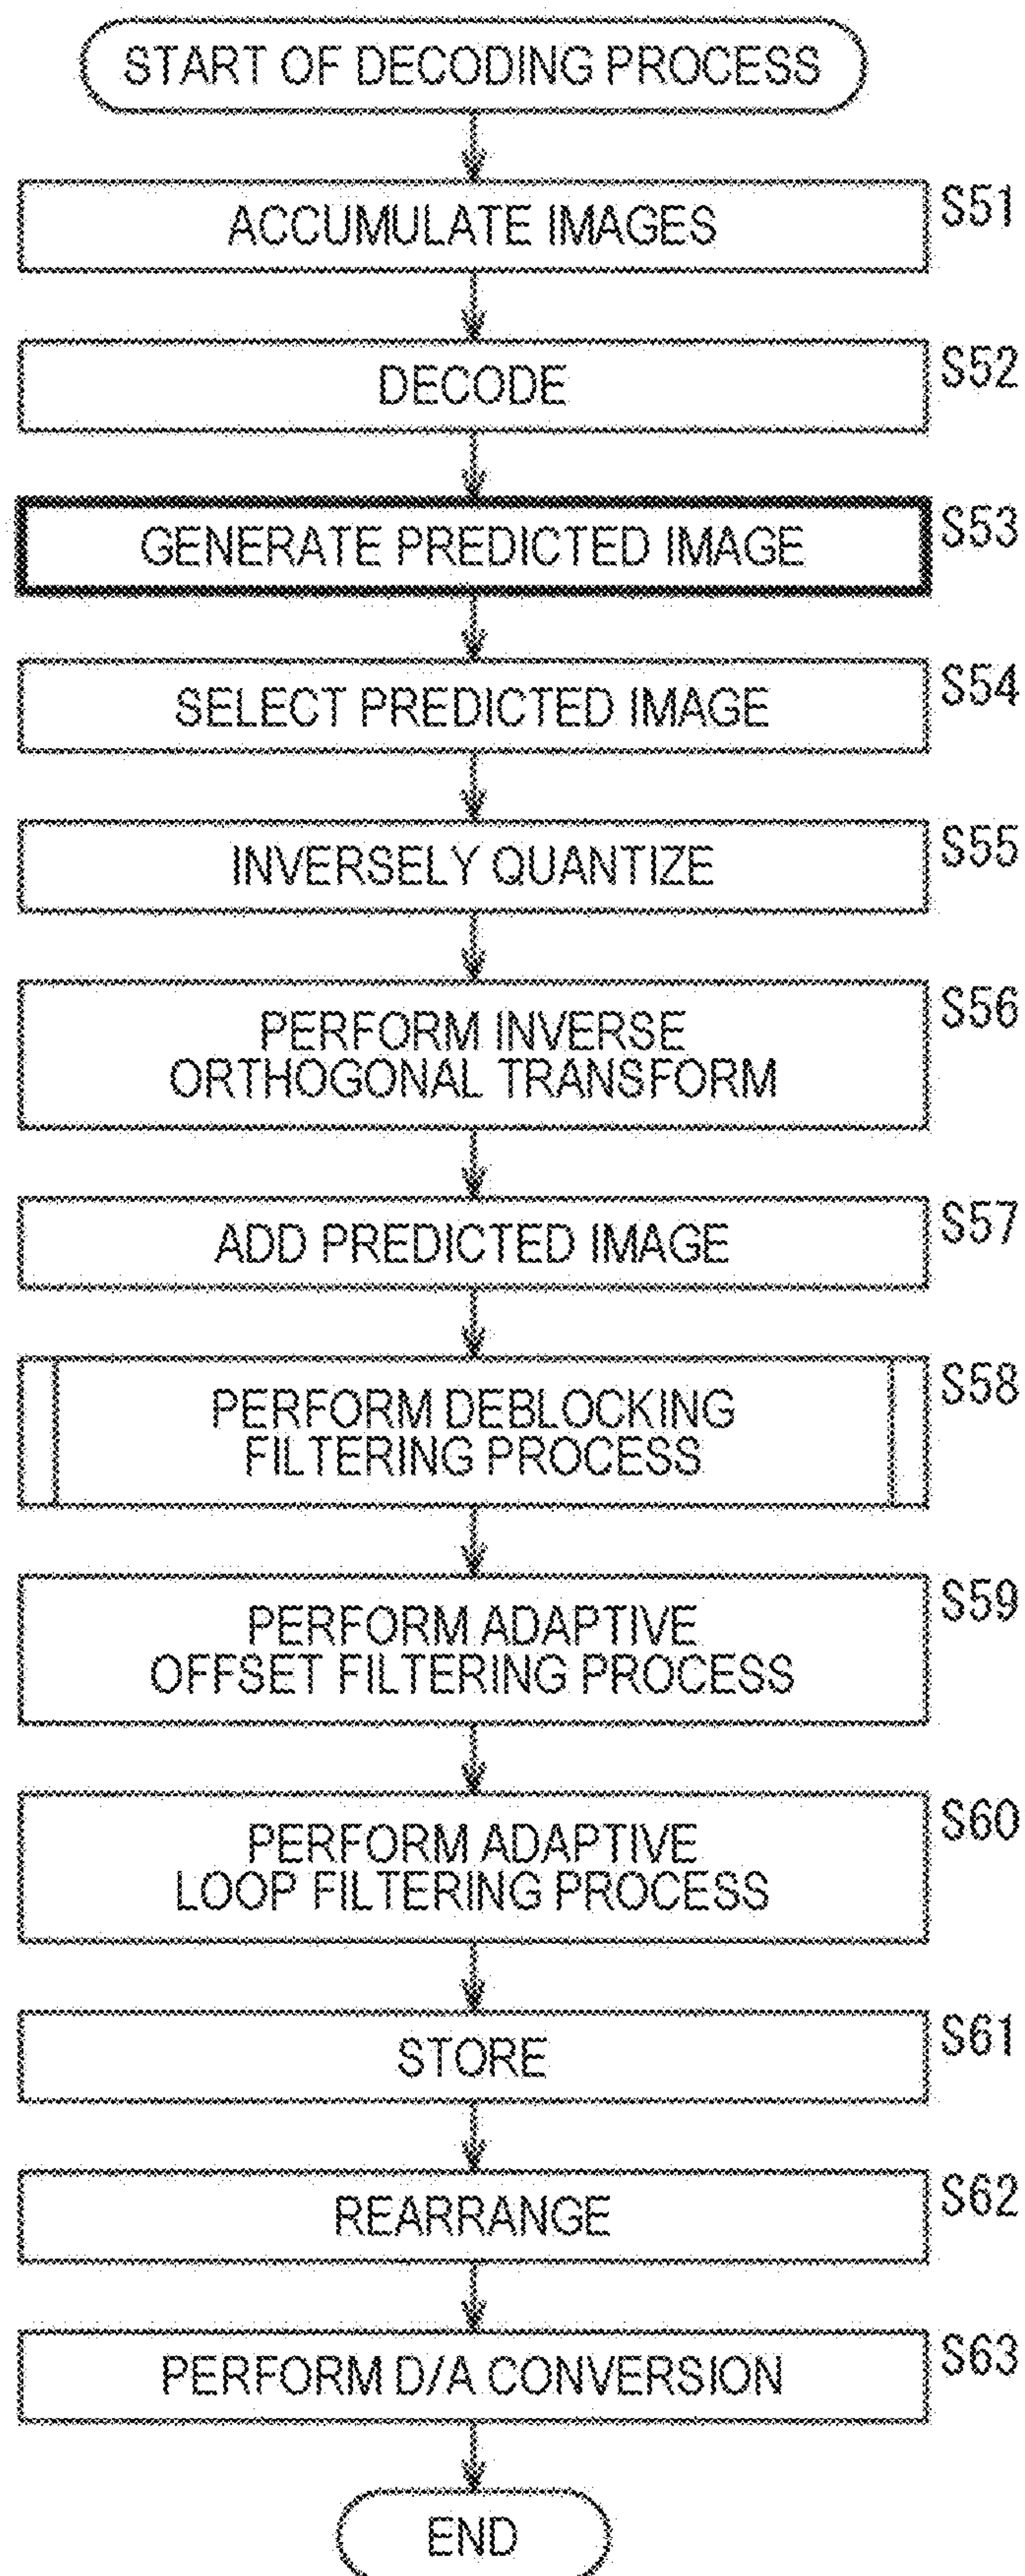 START OF DECODING PROCESS
ACCUMULATE IMAGES
S51
DECODE
S52
GENERATE PREDICTED IMAGE
S53
SELECT PREDICTED IMAGE
S54
INVERSELY QUANTIZE
S55
PERFORM INVERSE
ORTHOGONAL TRANSFORM
S56
ADD PREDICTED IMAGE
S57
PERFORM DEBLOCKING
FILTERING PROCESS
S58
PERFORM ADAPTIVE
OFFSET FILTERING PROCESS
S59
PERFORM ADAPTIVE
LOOP FILTERING PROCESS
S60
STORE
S61
REARRANGE
S62
PERFORM D/A CONVERSION
S63
END